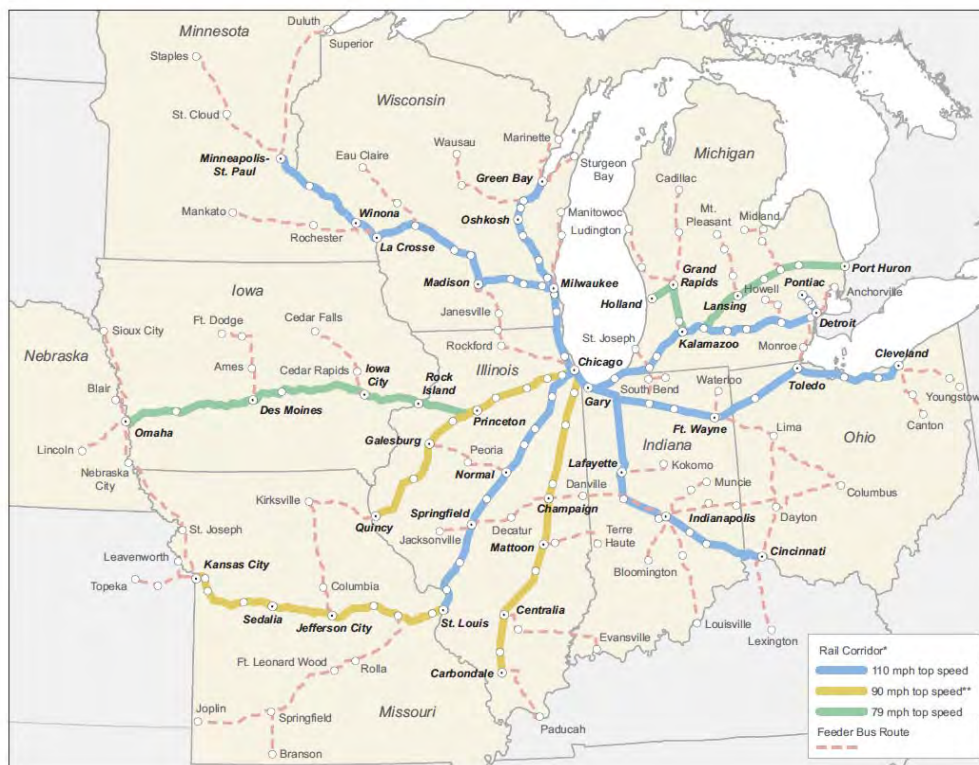 Duluth
Minnesota
Superior
Staples
Wisconsin
St. Cloud
Marinette
Wausau
Eau Claire
Michigan
Minneapolis-
St. Paul
Sturgeon
Bay
Green Bay
Cadillac
Mankato
Winona
Oshkosh
Manitowoc
Ludington
Mt.
Pleasant
Midland
Rochester
La Crosse
Grand
Rapids
Port Huron
Howell
Pontiac
Madison
Milwaukee
Holland
Lansing
Anchorville
Iowa
Janesville
Detroit
Sioux City
Ft. Dodge
Cedar Falls
Rockford
St. Joseph
Kalamazoo
Monroe
Nebraska
Illinois
Chicago
Cleveland
Ames
Cedar Rapids
Iowa
City
Rock
Island
South Bend
Waterloo
Toledo
Blair
Gary
Youngstown
Des Moines
Princeton
Omaha
Ft. Wayne
Canton
Lincoln
Galesburg
Lima
Ohio
Peoria
Indiana
Nebraska
City
Normal
Lafayette
Kokomo
Kirksville
Danville
Muncie
Columbus
Springfield
Champaign
St. Joseph
Quincy
Indianapolis
Dayton
Jacksonville
Decatur
Leavenworth
Mattoon
Terre
Haute
Kansas City
Cincinnati
Topeka
Columbia
Bloomington
Sedalia
Jefferson City
St. Louis
Centralia
Louisville
Lexington
Evansville
Ft. Leonard Wood
Rolla
Carbondale
Joplin
Springfield
Missouri
Paducah
Branson
Rail Corridor*
110 mph top speed
90 mph top speed**
79 mph top speed
Feeder Bus Route